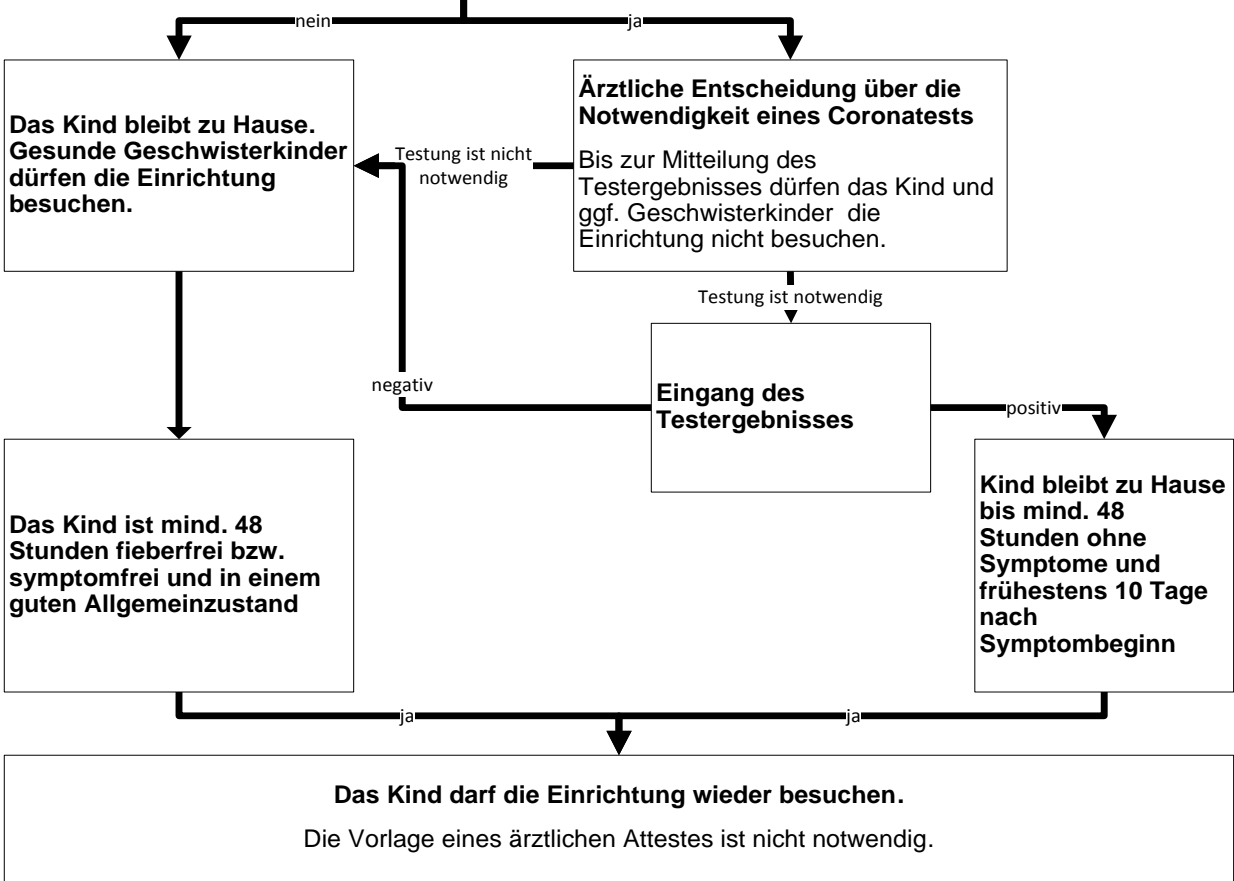 nein
ja
Das Kind bleibt zu Hause.
Gesunde Geschwisterkinder
dürfen die Einrichtung
besuchen.
Ärztliche Entscheidung über die
Notwendigkeit eines Coronatests
Bis zur Mitteilung des
Testergebnisses dürfen das Kind und
ggf. Geschwisterkinder die
Einrichtung nicht besuchen.
Testung ist nicht
notwendig
Testung ist notwendig
negativ
Eingang des
Testergebnisses
positiv
Das Kind ist mind. 48
Stunden fieberfrei bzw.
symptomfrei und in einem
guten Allgemeinzustand
Kind bleibt zu Hause
bis mind. 48
Stunden ohne
Symptome und
frühestens 10 Tage
nach
Symptombeginn
ja
ja
Das Kind darf die Einrichtung wieder besuchen.
Die Vorlage eines ärztlichen Attestes ist nicht notwendig.